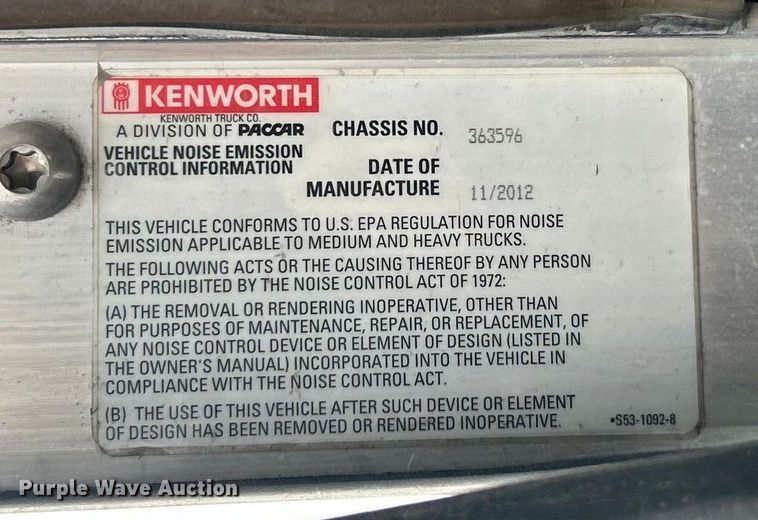 KENWORTH
KENWORTH TRUCK CO.
A DIVISION OF PACCAR
CHASSIS NO. 363596
VEHICLE NOISE EMISSION
CONTROL INFORMATION
DATE OF
MANUFACTURE 11/2012
THIS VEHICLE CONFORMS TO U.S. EPA REGULATION FOR NOISE
EMISSION APPLICABLE TO MEDIUM AND HEAVY TRUCKS.
THE FOLLOWING ACTS OR THE CAUSING THEREOF BY ANY PERSON
ARE PROHIBITED BY THE NOISE CONTROL ACT OF 1972:
(A) THE REMOVAL OR RENDERING INOPERATIVE, OTHER THAN
FOR PURPOSES OF MAINTENANCE, REPAIR, OR REPLACEMENT, OF
ANY NOISE CONTROL DEVICE OR ELEMENT OF DESIGN (LISTED IN
THE OWNER'S MANUAL) INCORPORATED INTO THE VEHICLE IN
COMPLIANCE WITH THE NOISE CONTROL ACT.
(B) THE USE OF THIS VEHICLE AFTER SUCH DEVICE OR ELEMENT
OF DESIGN HAS BEEN REMOVED OR RENDERED INOPERATIVE.
•S53-1092-8
Purple Wave Auction